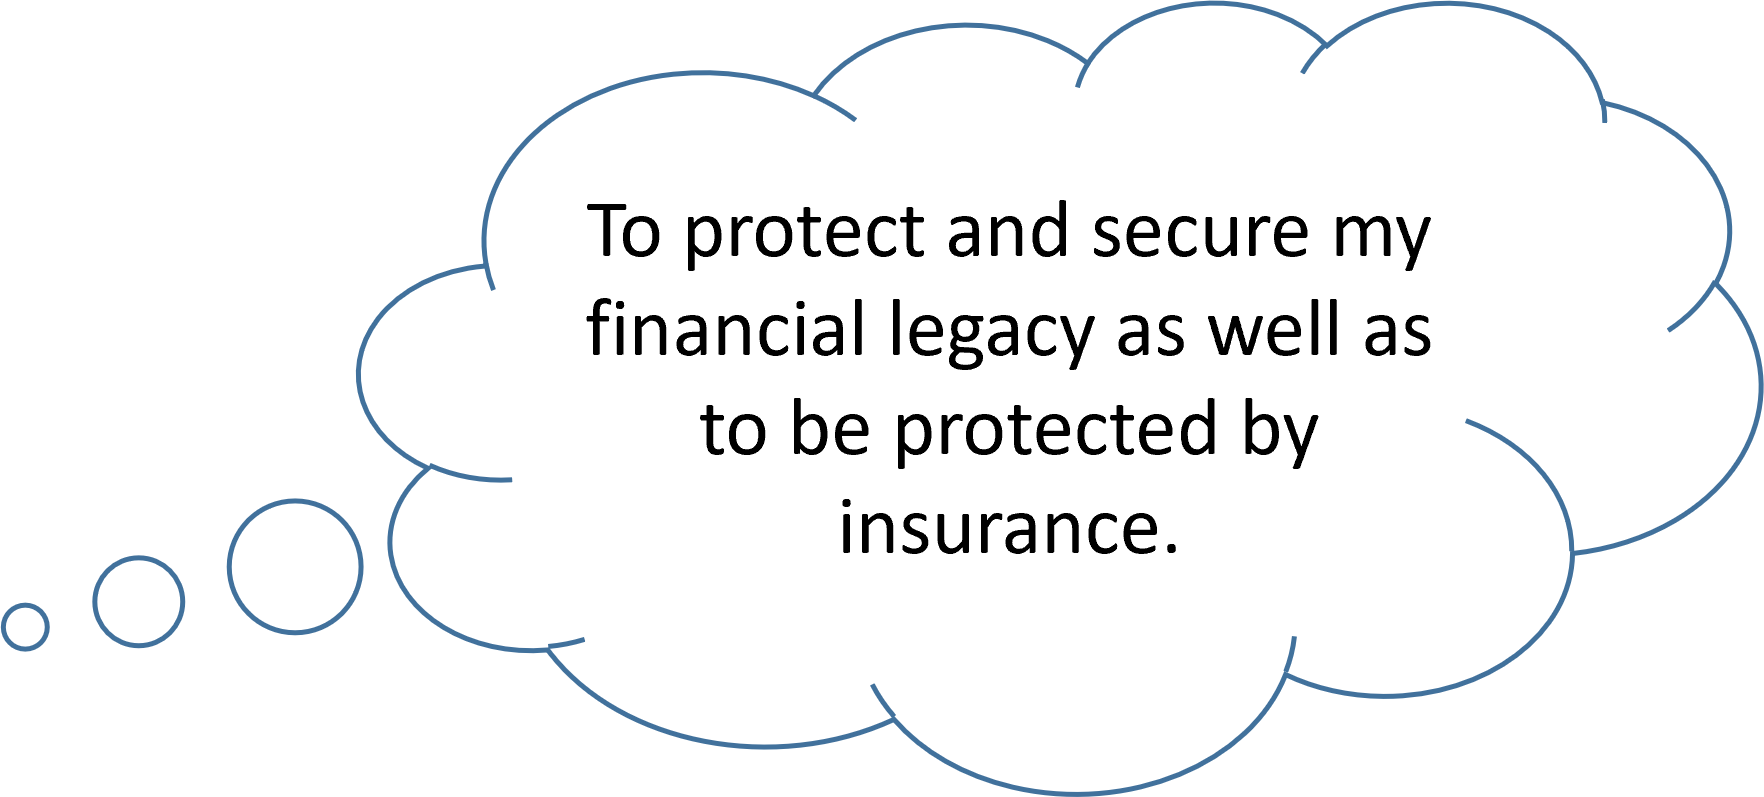 To protect and secure my
financial legacy as well as
to be protected by
insurance.